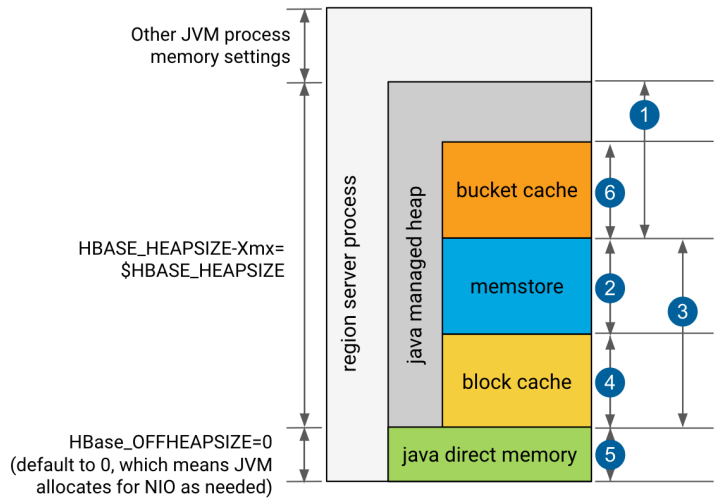 Other JVM process
memory settings
1
bucket cache
6
HBASE_HEAPSIZE-Xmx=
$HBASE_HEAPSIZE
region server process
java managed heap
memstore
2
3
block cache
4
HBase_OFFHEAPSIZE=0
(default to 0, which means JVM
allocates for NIO as needed)
java direct memory
5